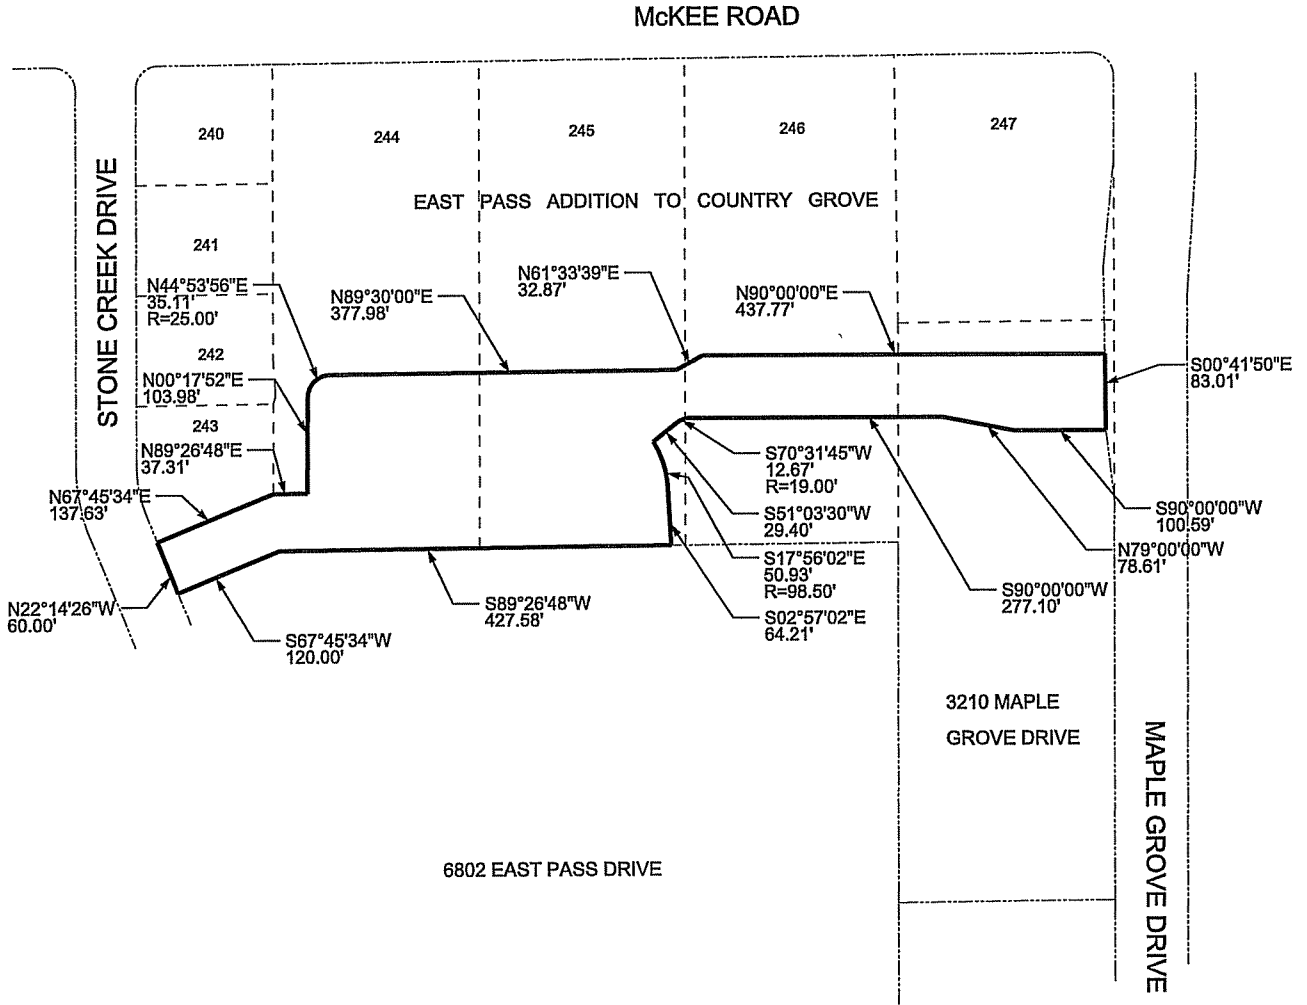 McKEE ROAD
240
244
245
246
247
STONE CREEK DRIVE
EAST PASS ADDITION TO COUNTRY GROVE
241
N44°53'56"E
35.11'
R=25.00'
N89°30'00"E
377.98'
N61°33'39"E
32.87'
N90°00'00"E
437.77'
242
S00°41'50"E
83.01'
N00°17'52"E
103.98'
243
N89°26'48"E
37.31'
N67°45'34"E
137.63'
S70°31'45"W
12.67'
R=19.00'
S51°03'30"W
29.40'
S90°00'00"W
100.59'
N79°00'00"W
78.61'
S17°56'02"E
50.93'
R=98.50'
S90°00'00"W
277.10'
N22°14'26"W
60.00'
S89°26'48"W
427.58'
S02°57'02"E
64.21'
S67°45'34"W
120.00'
3210 MAPLE
GROVE DRIVE
MAPLE GROVE DRIVE
6802 EAST PASS DRIVE